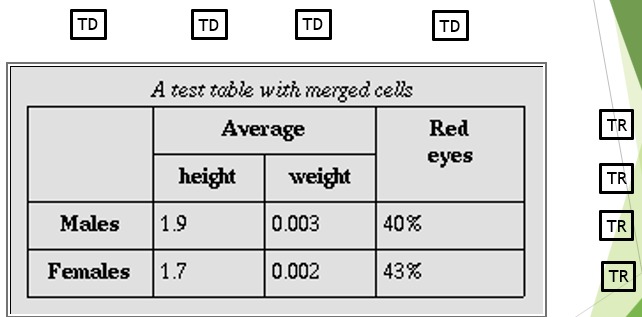 TD TD TD TD
A test table with merged cells
Average Red eyes TR
height weight TR
Males 1.9 0.003 40% TR
Females 1.7 0.002 43% TR